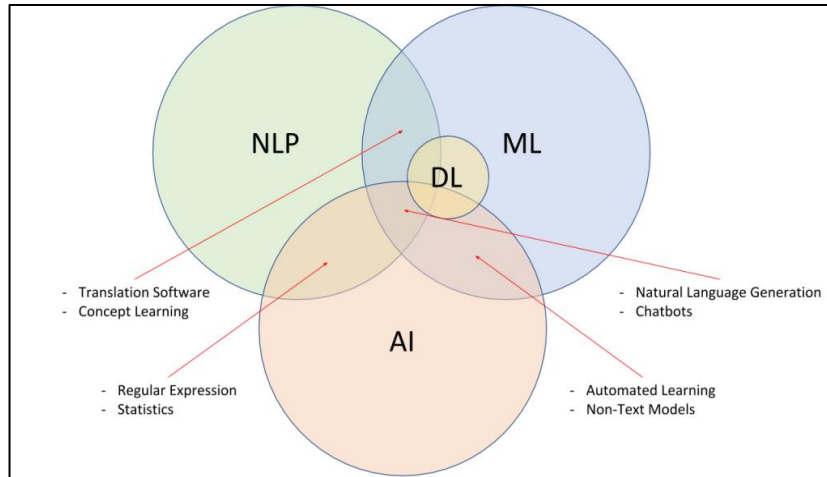 NLP
ML
DL
- Translation Software
- Concept Learning
- Natural Language Generation
- Chatbots
AI
- Regular Expression
- Statistics
- Automated Learning
- Non-Text Models